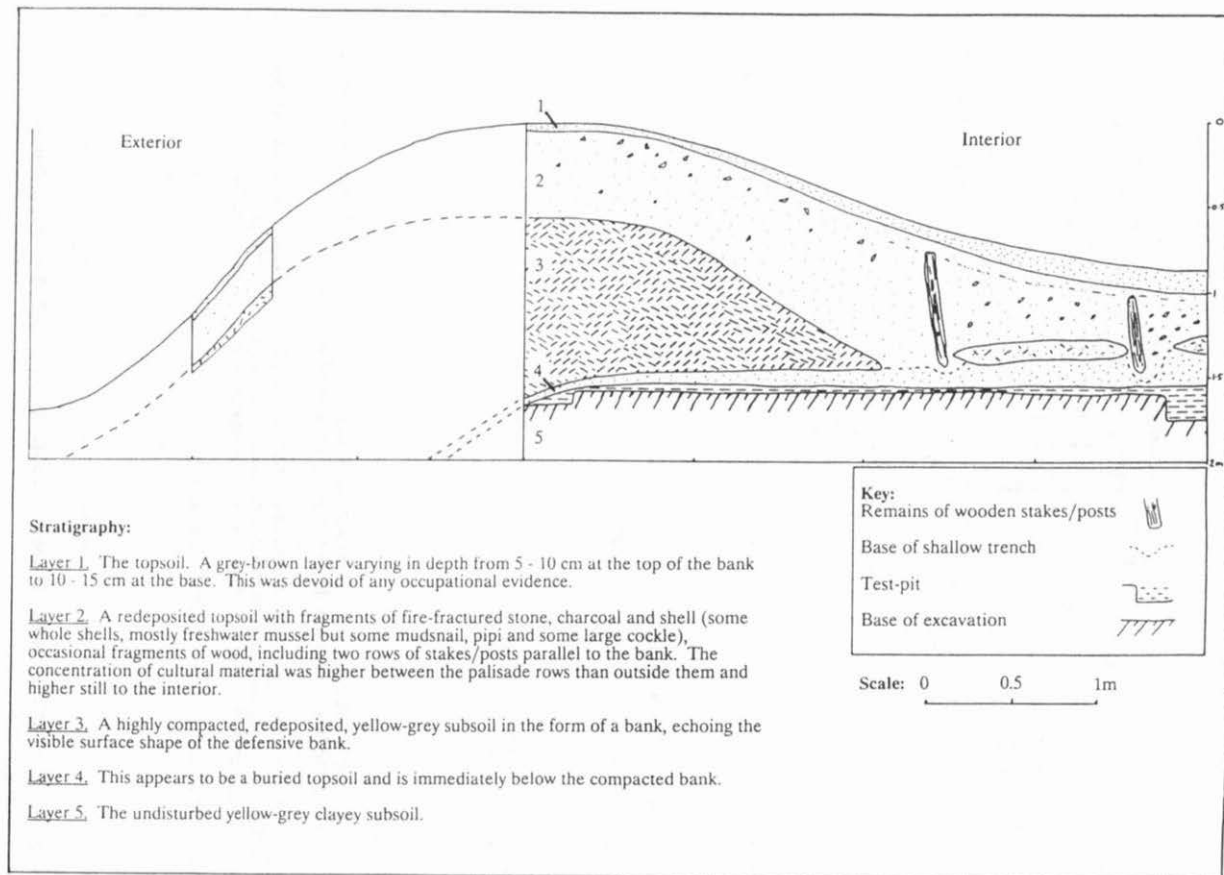 1
0
Exterior
Interior
2
0.5
3
1
4
1.5
5
2m
Stratigraphy:
Layer 1. The topsoil. A grey-brown layer varying in depth from 5 - 10 cm at the top of the bank
to 10 - 15 cm at the base. This was devoid of any occupational evidence.
Layer 2. A redeposited topsoil with fragments of fire-fractured stone, charcoal and shell (some
whole shells, mostly freshwater mussel but some mudsnail, pipi and some large cockle),
occasional fragments of wood, including two rows of stakes/posts parallel to the bank. The
concentration of cultural material was higher between the palisade rows than outside them and
higher still to the interior.
Layer 3. A highly compacted, redeposited, yellow-grey subsoil in the form of a bank, echoing the
visible surface shape of the defensive bank.
Layer 4. This appears to be a buried topsoil and is immediately below the compacted bank.
Layer 5. The undisturbed yellow-grey clayey subsoil.
Key:
Remains of wooden stakes/posts
Base of shallow trench
Test-pit
Base of excavation
Scale: 0 0.5 1m